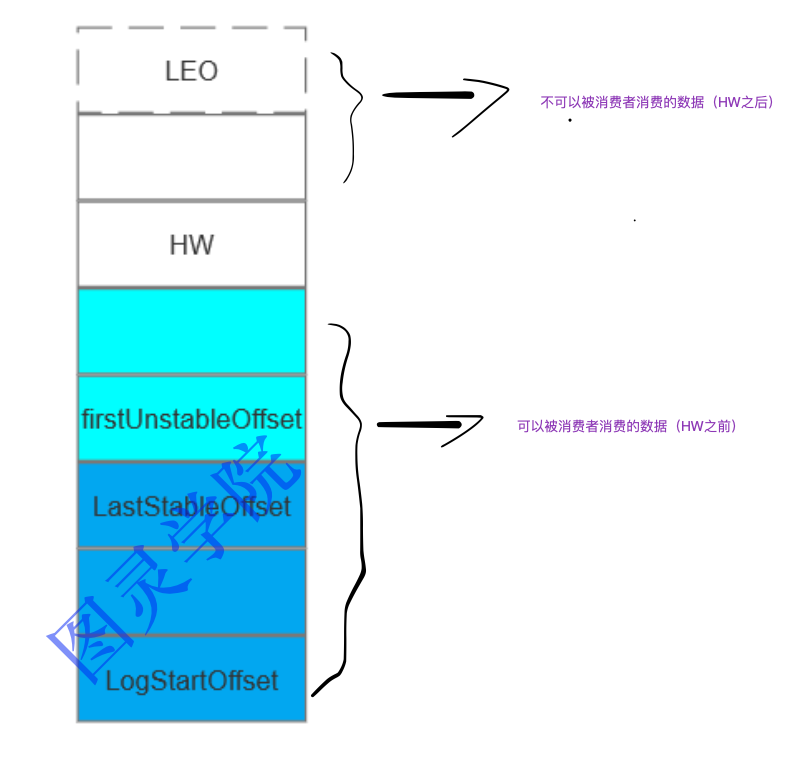 LEO
不可以被消费者消费的数据（HW之后）
HW
firstUnstableOffset
可以被消费者消费的数据（HW之前）
LastStableOffset
LogStartOffset
图灵学院